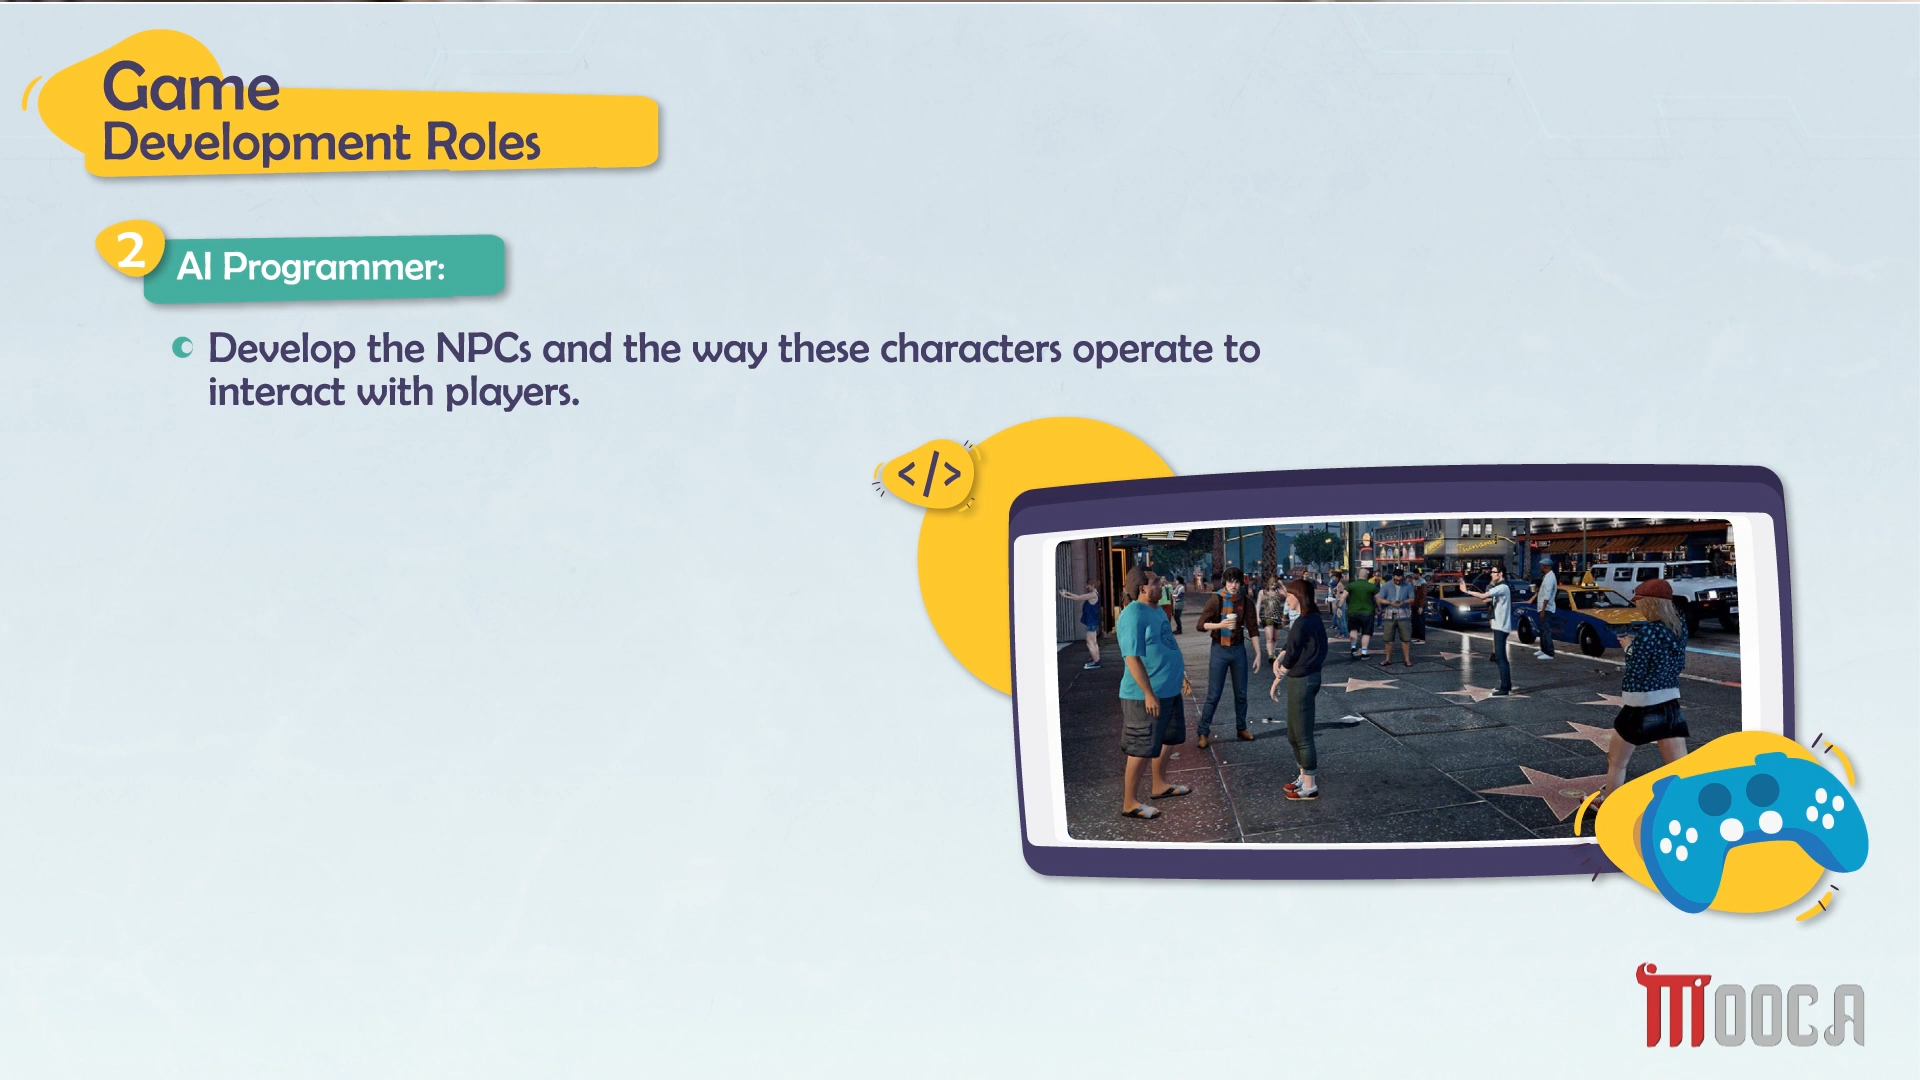 Game
Development Roles
2
AI Programmer:
Develop the NPCs and the way these characters operate to
interact with players.
</>
MOOCA